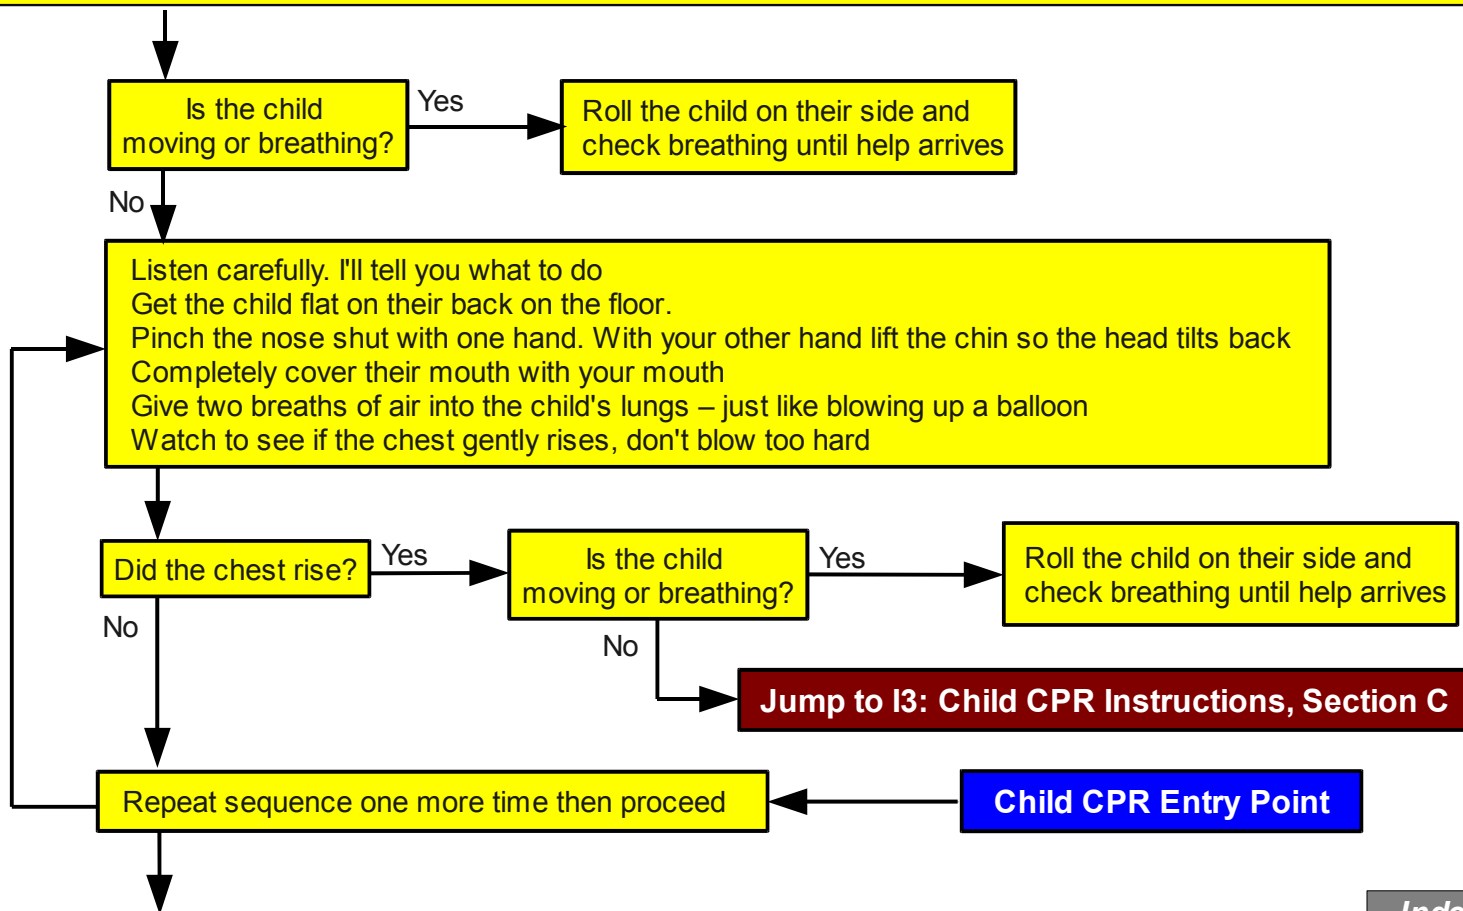 Is the child
moving or breathing?
Yes
Roll the child on their side and
check breathing until help arrives
No
Listen carefully. I'll tell you what to do
Get the child flat on their back on the floor.
Pinch the nose shut with one hand. With your other hand lift the chin so the head tilts back
Completely cover their mouth with your mouth
Give two breaths of air into the child's lungs – just like blowing up a balloon
Watch to see if the chest gently rises, don't blow too hard
Did the chest rise?
Yes
Is the child
moving or breathing?
Yes
Roll the child on their side and
check breathing until help arrives
No
No
Jump to I3: Child CPR Instructions, Section C
Repeat sequence one more time then proceed
Child CPR Entry Point